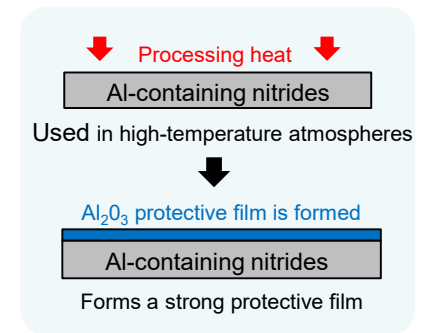 Processing heat
Al-containing nitrides
Used in high-temperature atmospheres
Al₂0₃ protective film is formed
Al-containing nitrides
Forms a strong protective film